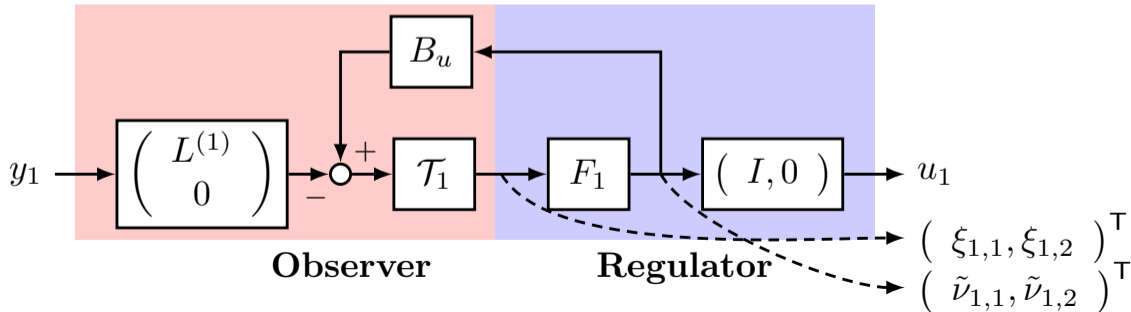 B_u
y_1
( L^{(1)} 0 )
+
−
𝒯_1
F_1
( I, 0 )
u_1
( ξ_{1,1}, ξ_{1,2} )^T
( ν̃_{1,1}, ν̃_{1,2} )^T
Observer
Regulator